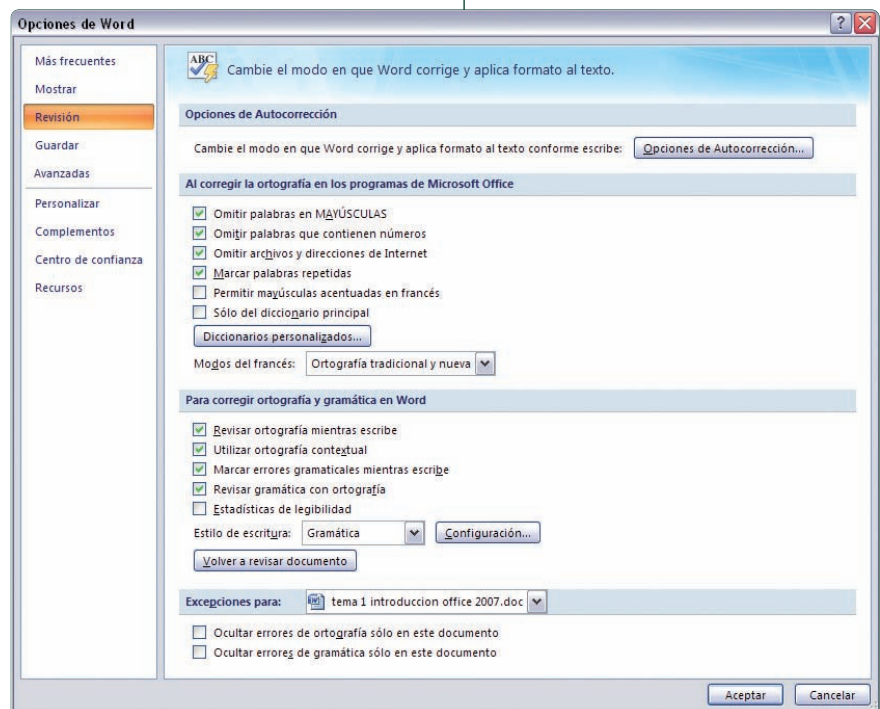 Opciones de Word
Más frecuentes
Mostrar
Revisión
Guardar
Avanzadas
Personalizar
Complementos
Centro de confianza
Recursos
ABC
Cambie el modo en que Word corrige y aplica formato al texto.
Opciones de Autocorrección
Cambie el modo en que Word corrige y aplica formato al texto conforme escribe: Opciones de Autocorrección...
Al corregir la ortografía en los programas de Microsoft Office
Omitir palabras en MAYÚSCULAS
Omitir palabras que contienen números
Omitir archivos y direcciones de Internet
Marcar palabras repetidas
Permitir mayúsculas acentuadas en francés
Sólo del diccionario principal
Diccionarios personalizados...
Modos del francés: Ortografía tradicional y nueva
Para corregir ortografía y gramática en Word
Revisar ortografía mientras escribe
Utilizar ortografía contextual
Marcar errores gramaticales mientras escribe
Revisar gramática con ortografía
Estadísticas de legibilidad
Estilo de escritura: Gramática Configuración...
Volver a revisar documento
Excepciones para: tema 1 introduccion office 2007.doc
Ocultar errores de ortografía sólo en este documento
Ocultar errores de gramática sólo en este documento
Aceptar Cancelar